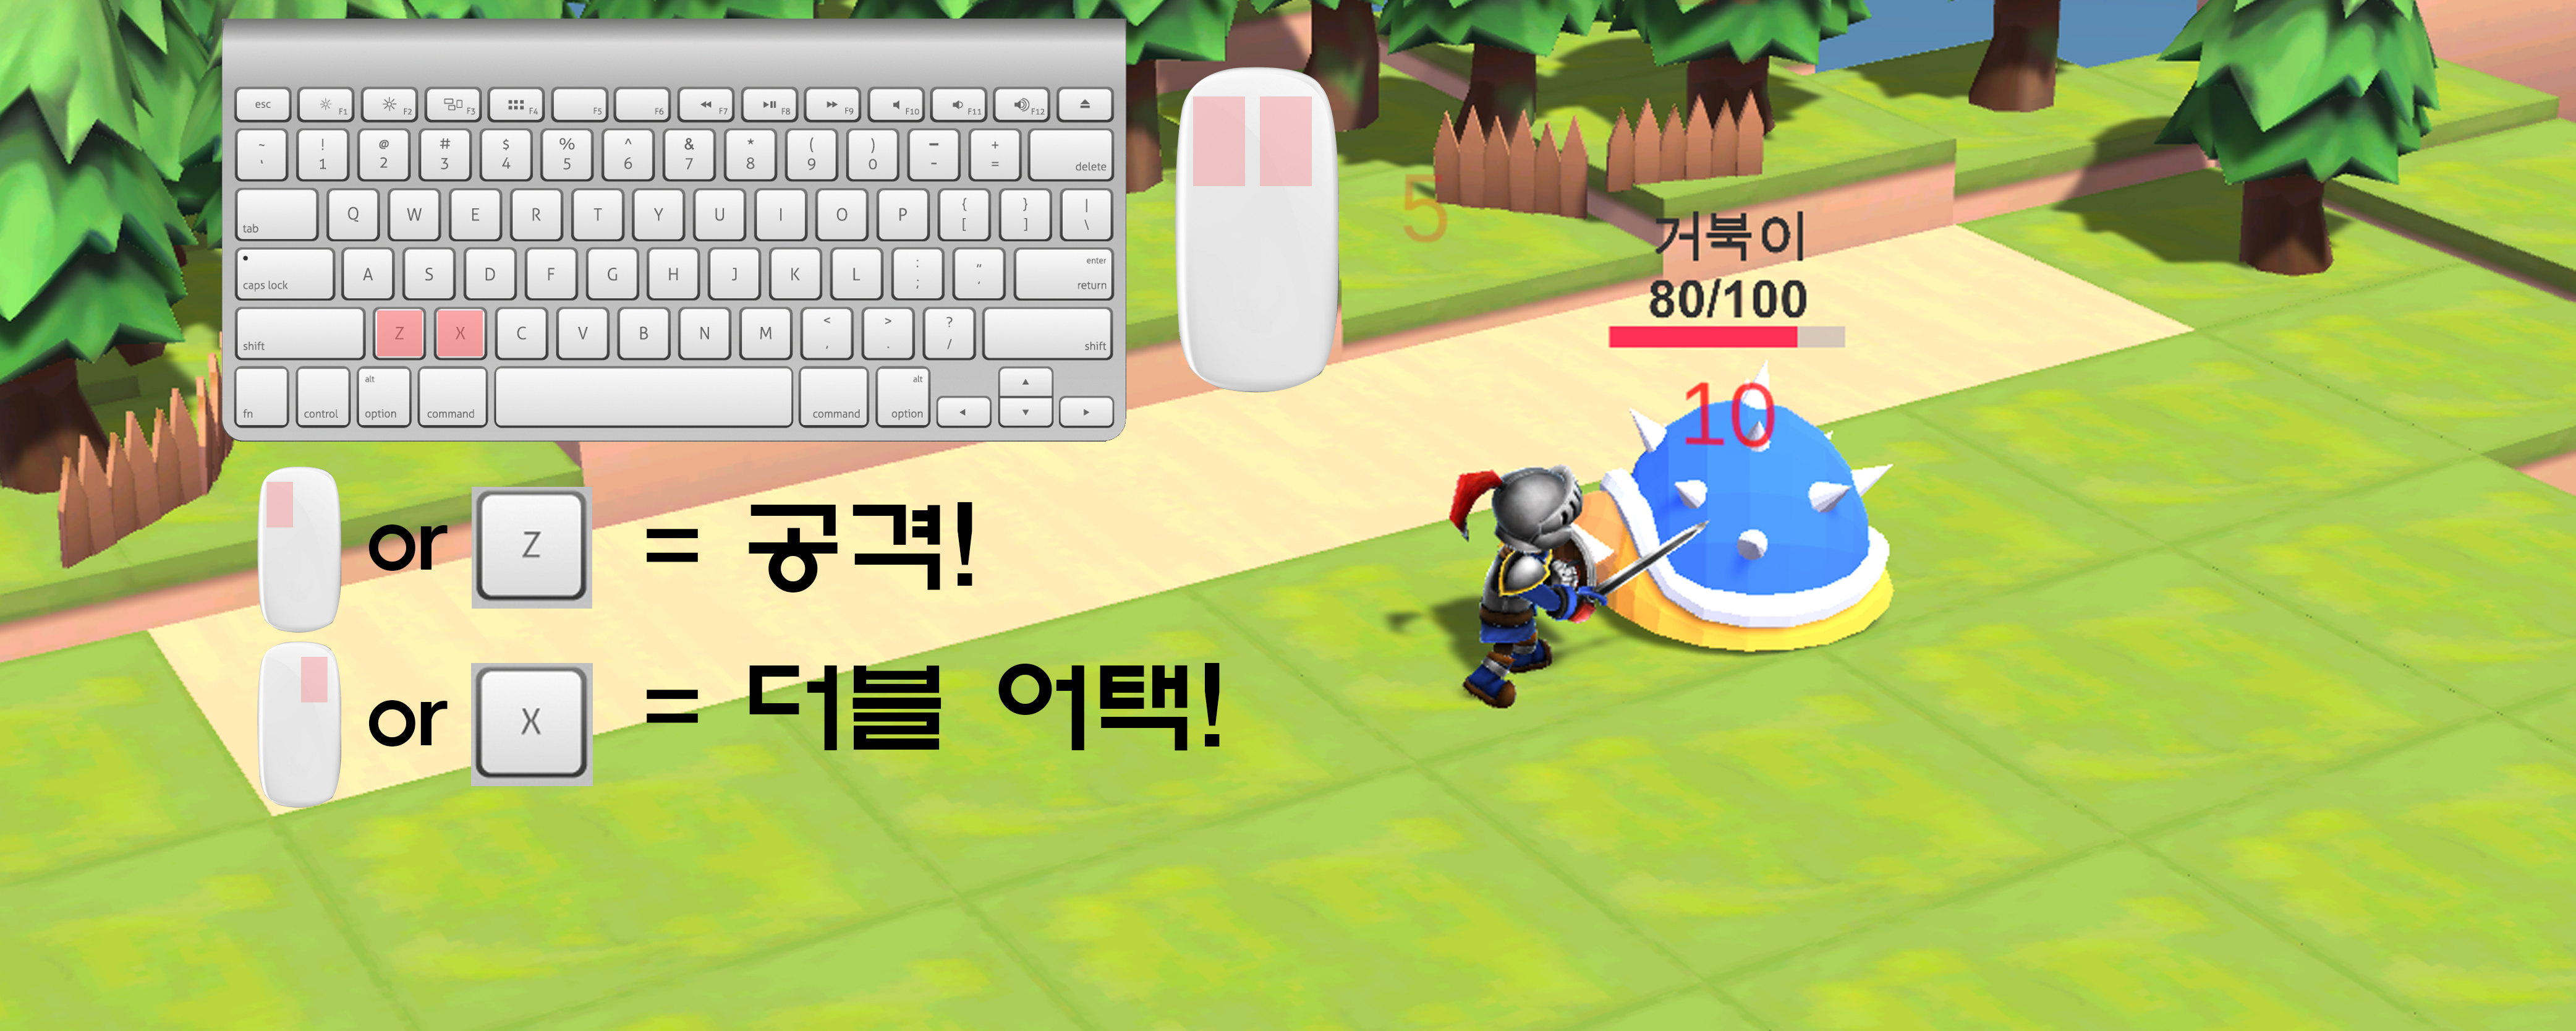 esc F1 F2 F3 F4 F5 F6 F7 F8 F9 F10 F11 F12
~ ` ! 1 @ 2 # 3 $ 4 % 5 ^ 6 & 7 * 8 ( 9 ) 0 - - + = delete
tab Q W E R T Y U I O P { [ } ] | \
caps lock A S D F G H J K L : ; " ' enter return
shift Z X C V B N M < , > . ? / shift
fn control alt option command command alt option
5
거북이
80/100
10
or Z = 공격!
or X = 더블 어택!